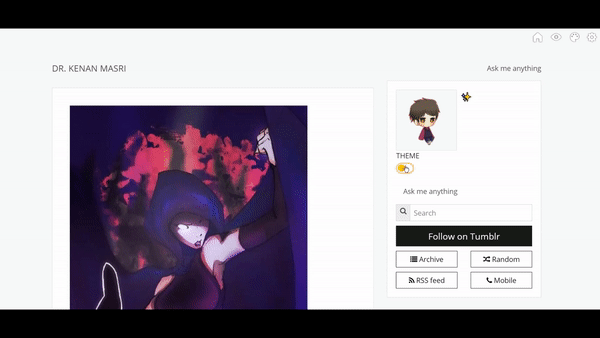 DR. KENAN MASRI
Ask me anything
THEME
Ask me anything
Search
Follow on Tumblr
Archive
Random
RSS feed
Mobile